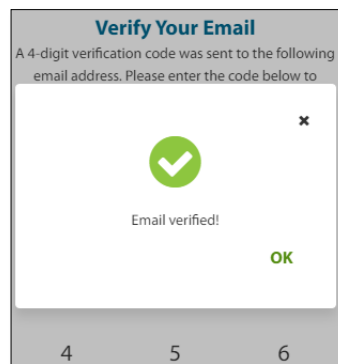 Verify Your Email
A 4-digit verification code was sent to the following
email address. Please enter the code below to
Email verified!
OK
4 5 6